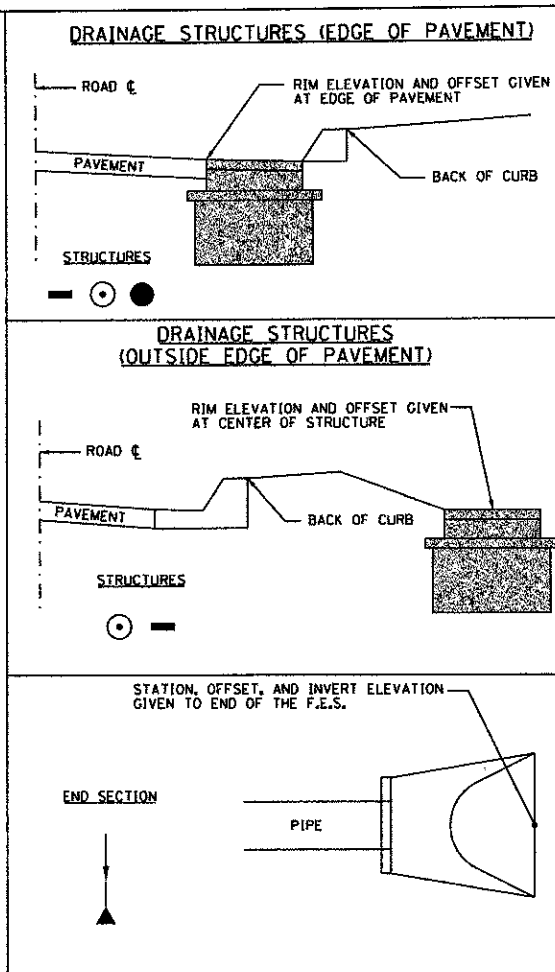 DRAINAGE STRUCTURES (EDGE OF PAVEMENT)
ROAD ℄
RIM ELEVATION AND OFFSET GIVEN
AT EDGE OF PAVEMENT
PAVEMENT
BACK OF CURB
STRUCTURES
DRAINAGE STRUCTURES
(OUTSIDE EDGE OF PAVEMENT)
RIM ELEVATION AND OFFSET GIVEN
AT CENTER OF STRUCTURE
ROAD ℄
PAVEMENT
BACK OF CURB
STRUCTURES
STATION, OFFSET, AND INVERT ELEVATION
GIVEN TO END OF THE F.E.S.
END SECTION
PIPE